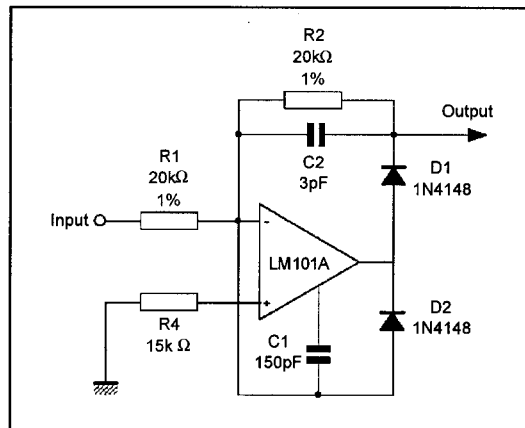 R2
20kΩ
1%
Output
C2
3pF
D1
1N4148
R1
20kΩ
1%
Input
-
LM101A
+
R4
15k Ω
C1
150pF
D2
1N4148